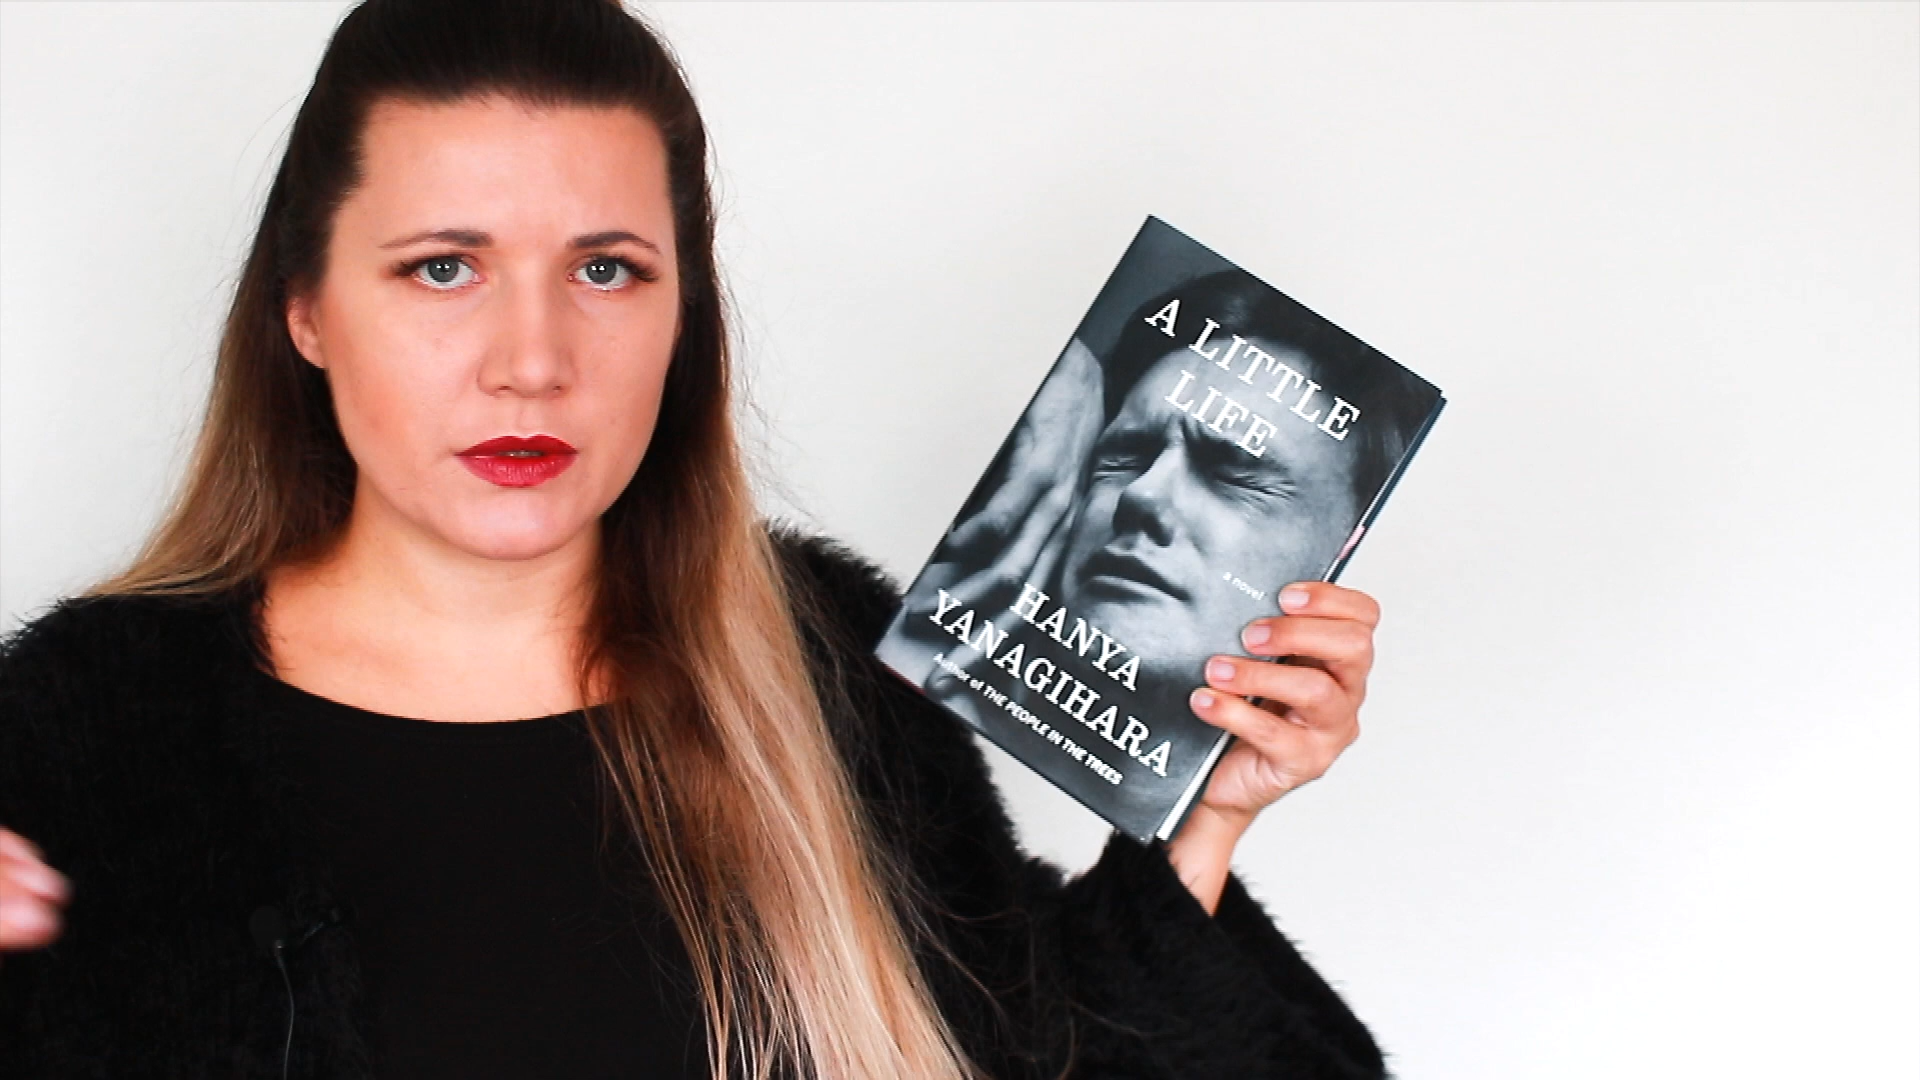 A LITTLE
LIFE
a novel
HANYA
YANAGIHARA
Author of THE PEOPLE IN THE TREES